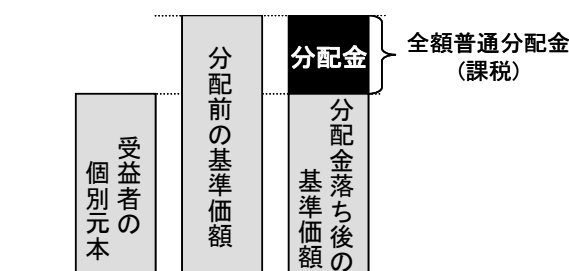 受益者の
個別元本
分配前の基準価額
分配金
分配金落ち後の
基準価額
全額普通分配金
(課税)